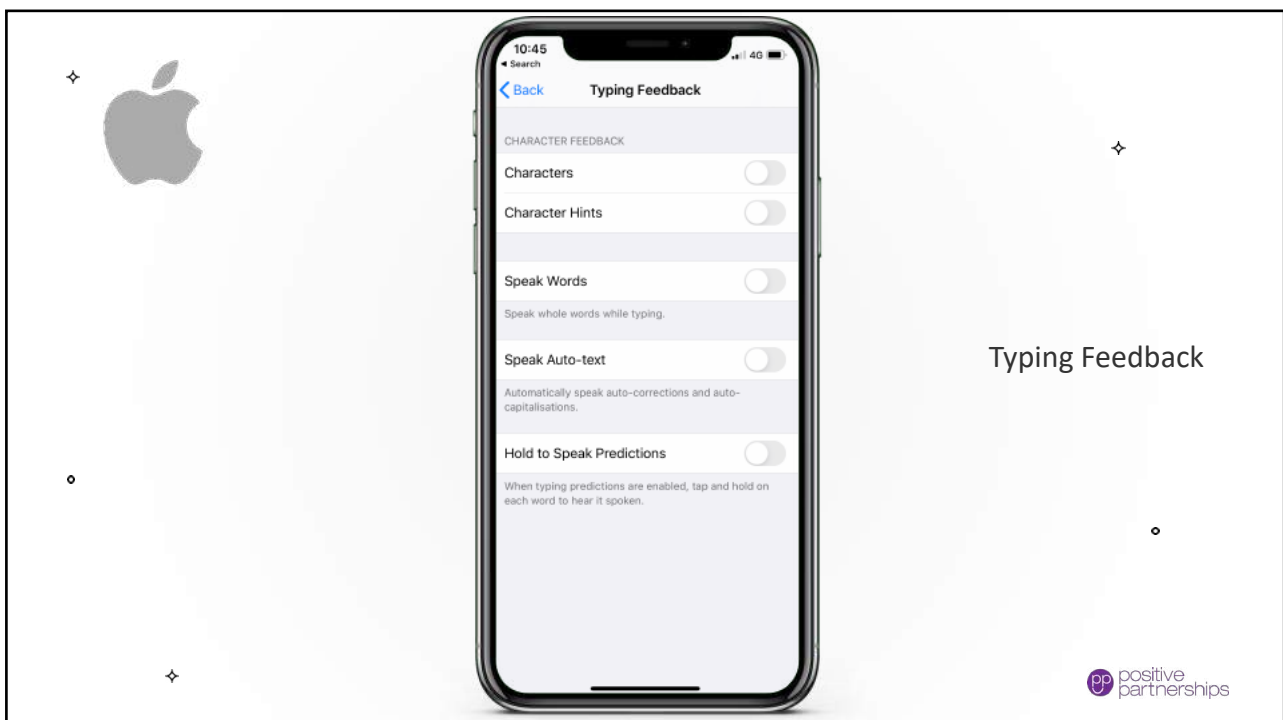 10:45
4G
Search
Back
Typing Feedback
CHARACTER FEEDBACK
Characters
Character Hints
Speak Words
Speak whole words while typing.
Speak Auto-text
Automatically speak auto-corrections and auto-
capitalisations.
Hold to Speak Predictions
When typing predictions are enabled, tap and hold on
each word to hear it spoken.
Typing Feedback
pp positive
partnerships